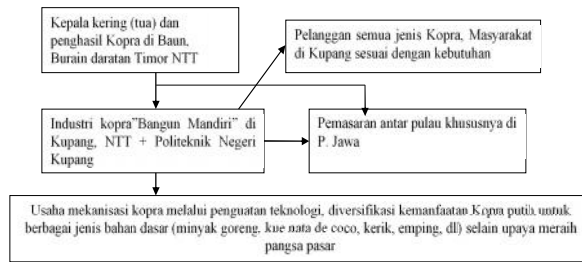 Kepala kering (tua) dan
penghasil Kopra di Baun,
Burain daratan Timor NTT
Pelanggan semua jenis Kopra, Masyarakat
di Kupang sesuai dengan kebutuhan
Industri kopra"Bangun Mandiri" di
Kupang, NTT + Politeknik Negeri
Kupang
Pemasaran antar pulau khususnya di
P. Jawa
Usaha mekanisasi kopra melalui penguatan teknologi, diversifikasi kemanfaatan Kopra putih untuk
berbagai jenis bahan dasar (minyak goreng, kue nata de coco, kerik, emping, dll) selain upaya meraih
pangsa pasar